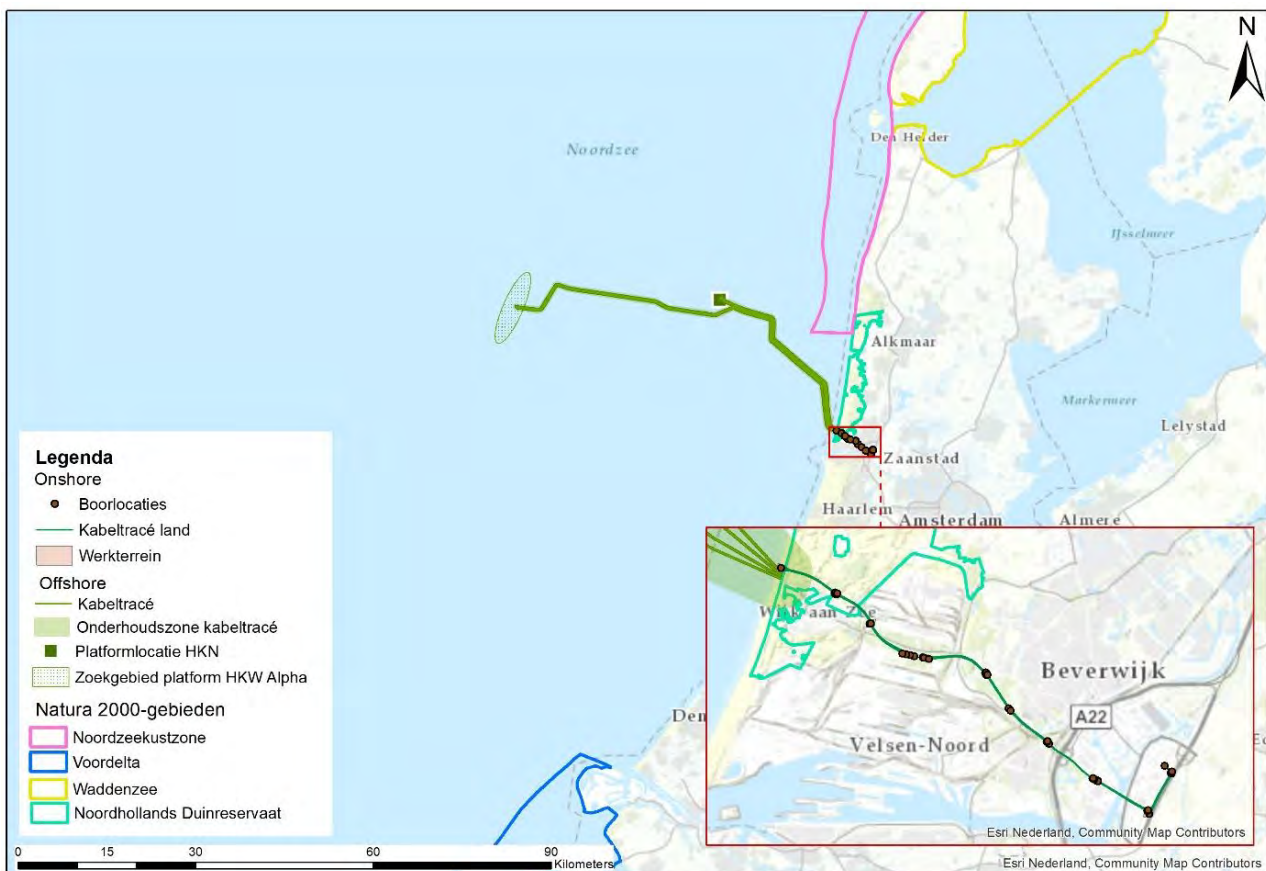 N
Noordzee
Den Helder
IJsselmeer
Alkmaar
Markermeer
Lelystad
Zaanstad
Haarlem
Amsterdam
Almere
Legenda
Onshore
Boorlocaties
Kabeltracé land
Werkterrein
Offshore
Kabeltracé
Onderhoudszone kabeltracé
Platformlocatie HKN
Zoekgebied platform HKW Alpha
Natura 2000-gebieden
Noordzeekustzone
Voordelta
Waddenzee
Noordhollands Duinreservaat
Wijk aan Zee
Beverwijk
A22
Velsen-Noord
Den
Esri Nederland, Community Map Contributors
0 15 30 60 90
Kilometers
Esri Nederland, Community Map Contributors